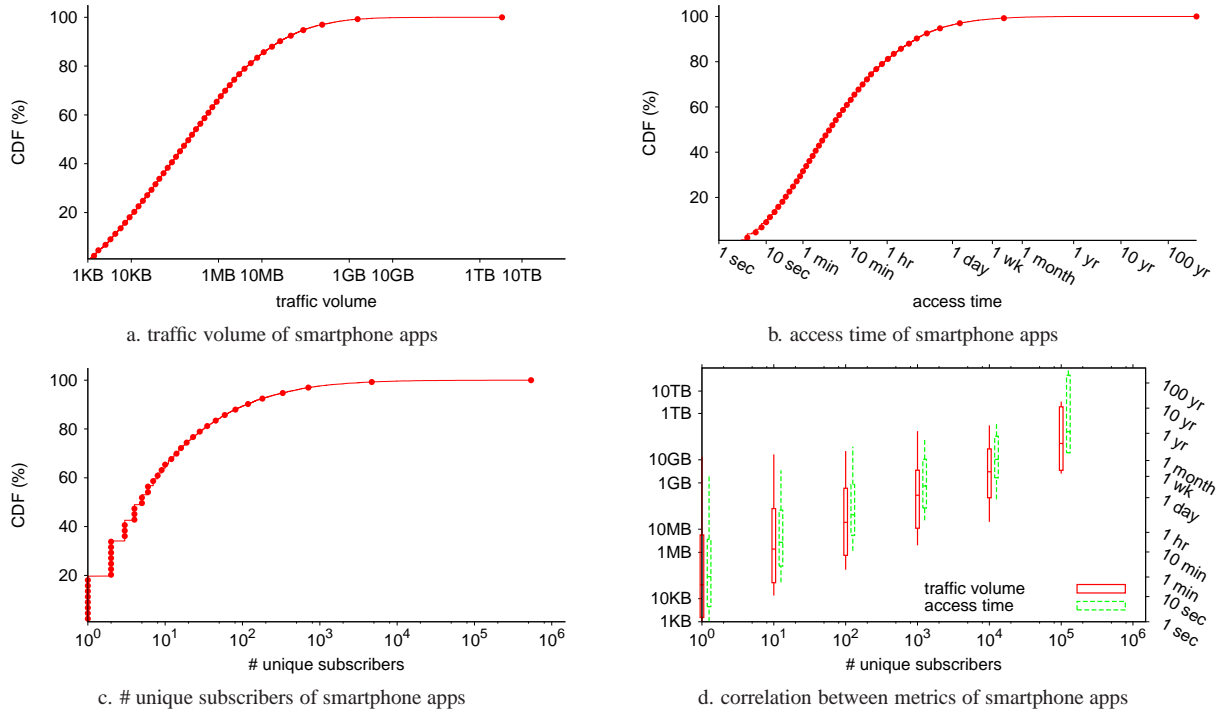 100
80
60
40
20
CDF (%)
1KB 10KB 1MB 10MB 1GB 10GB 1TB 10TB
traffic volume
a. traffic volume of smartphone apps
100
80
60
40
20
CDF (%)
1 sec 10 sec 1 min 10 min 1 hr 1 day 1 wk 1 month 1 yr 10 yr 100 yr
access time
b. access time of smartphone apps
100
80
60
40
20
CDF (%)
10^0 10^1 10^2 10^3 10^4 10^5 10^6
# unique subscribers
c. # unique subscribers of smartphone apps
10TB
1TB
10GB
1GB
10MB
1MB
10KB
1KB
100 yr
10 yr
1 yr
1 month
1 wk
1 day
1 hr
10 min
1 min
10 sec
1 sec
traffic volume
access time
10^0 10^1 10^2 10^3 10^4 10^5 10^6
# unique subscribers
d. correlation between metrics of smartphone apps